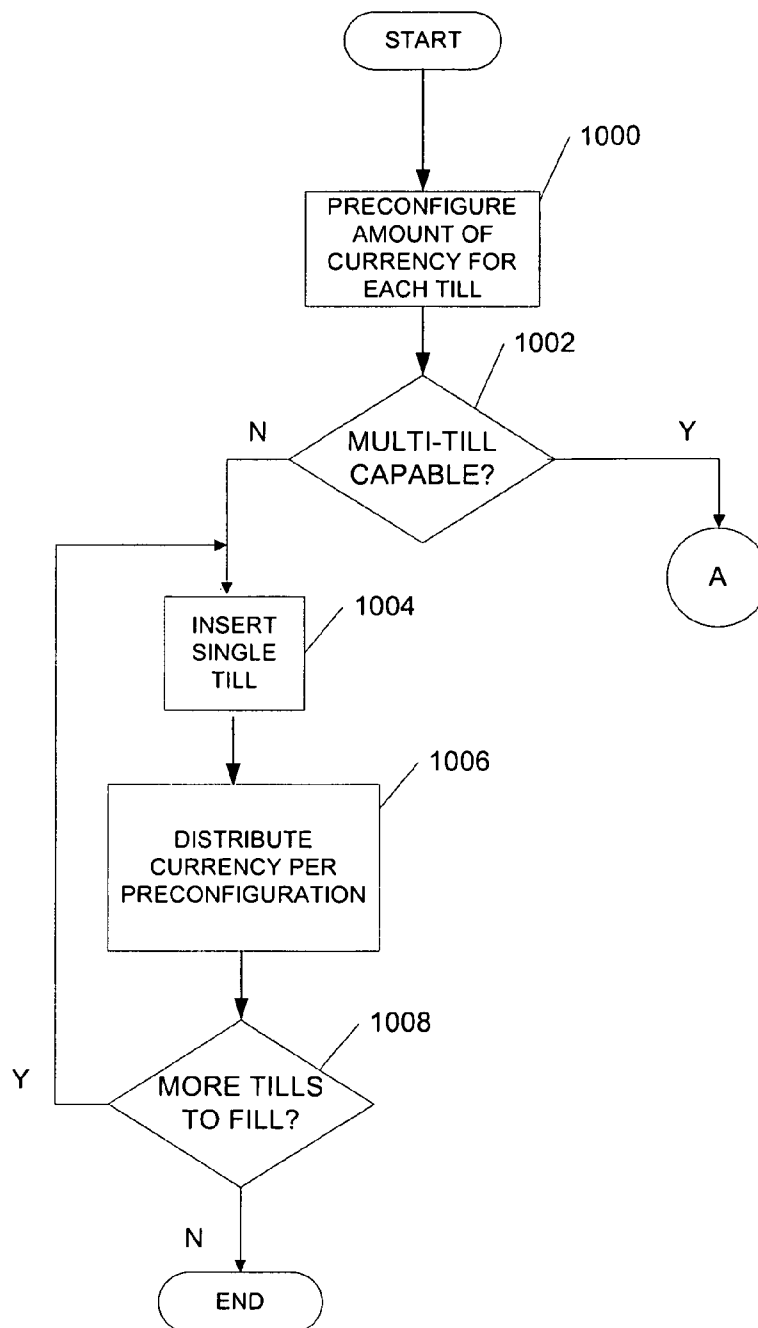 START
1000
PRECONFIGURE
AMOUNT OF
CURRENCY FOR
EACH TILL
1002
N
MULTI-TILL
CAPABLE?
Y
A
INSERT
SINGLE
TILL
1004
1006
DISTRIBUTE
CURRENCY PER
PRECONFIGURATION
1008
Y
MORE TILLS
TO FILL?
N
END